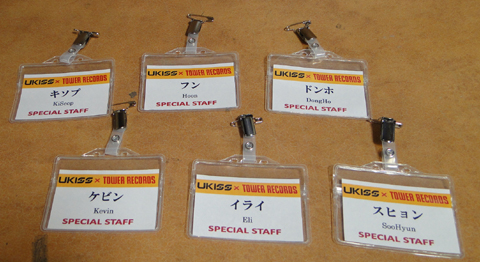 UKISS × TOWER RECORDS
キソプ
KiSeop
SPECIAL STAFF
UKISS × TOWER RECORDS
フン
Hoon
SPECIAL STAFF
UKISS × TOWER RECORDS
ドンホ
DongHo
SPECIAL STAFF
UKISS × TOWER RECORDS
ケビン
Kevin
SPECIAL STAFF
UKISS × TOWER RECORDS
イライ
Eli
SPECIAL STAFF
UKISS × TOWER RECORDS
スヒョン
SooHyun
SPECIAL STAFF